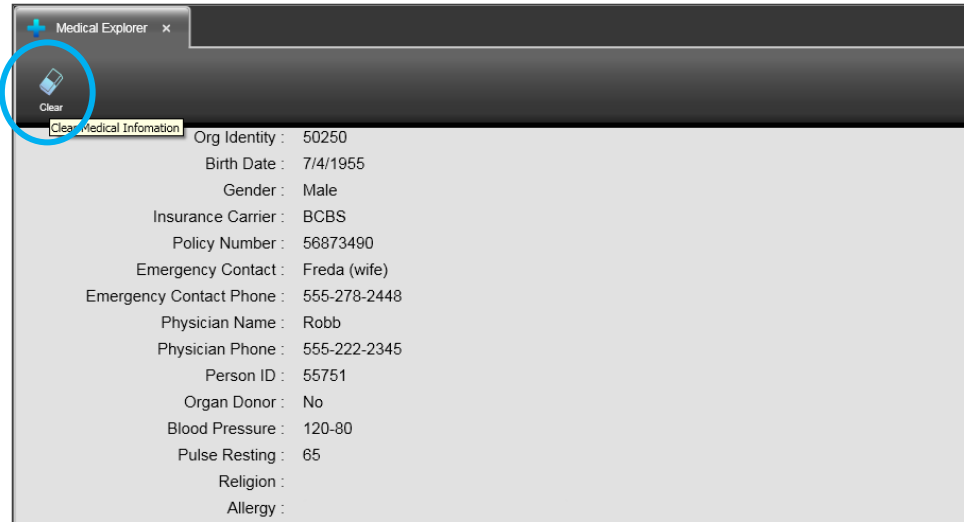 Medical Explorer ×
Clear
Clear Medical Infomation
Org Identity : 50250
Birth Date : 7/4/1955
Gender : Male
Insurance Carrier : BCBS
Policy Number : 56873490
Emergency Contact : Freda (wife)
Emergency Contact Phone : 555-278-2448
Physician Name : Robb
Physician Phone : 555-222-2345
Person ID : 55751
Organ Donor : No
Blood Pressure : 120-80
Pulse Resting : 65
Religion :
Allergy :